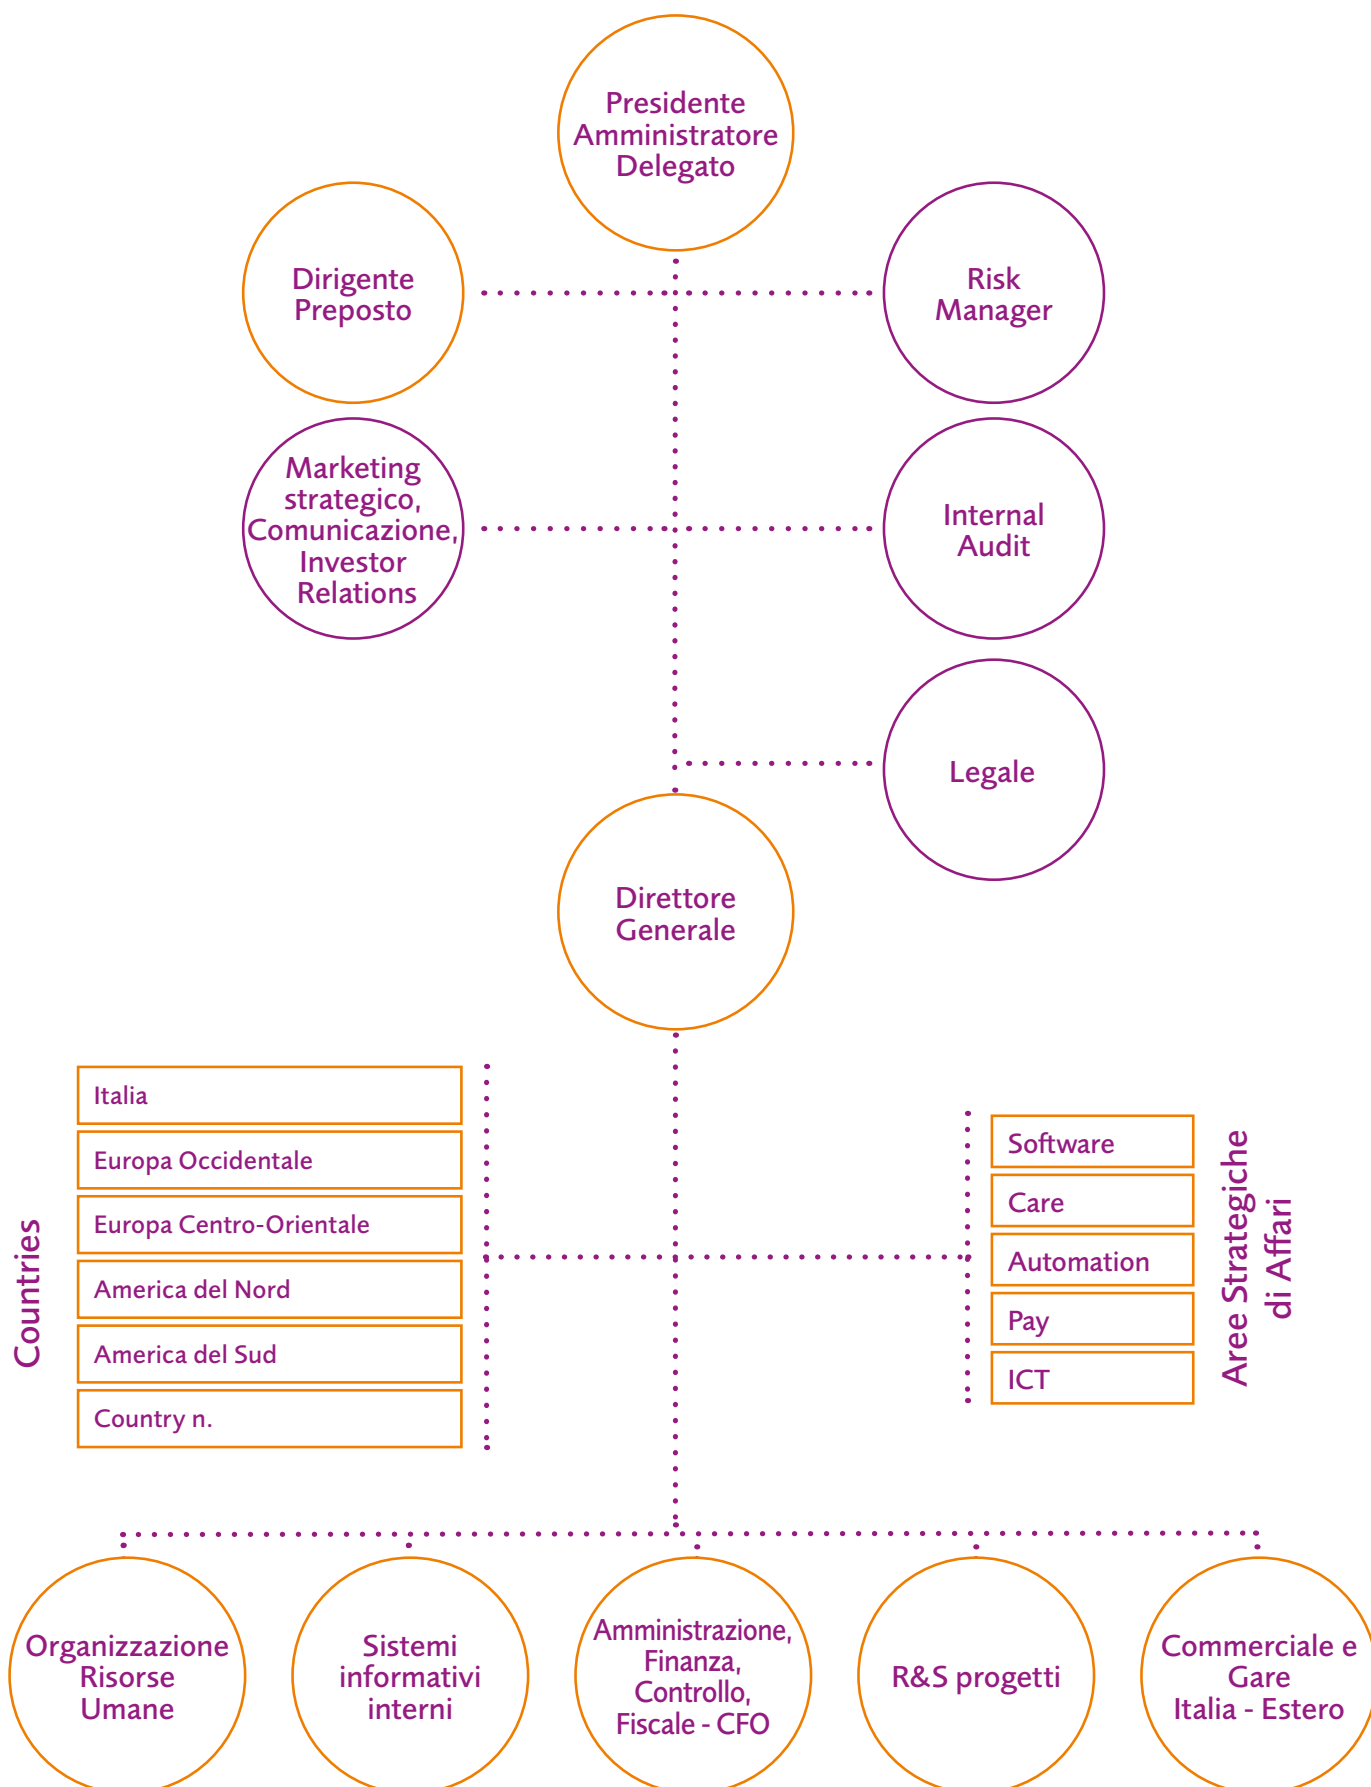 Presidente
Amministratore
Delegato
Dirigente
Preposto
Risk
Manager
Marketing
strategico,
Comunicazione,
Investor
Relations
Internal
Audit
Legale
Direttore
Generale
Countries
Italia
Europa Occidentale
Europa Centro-Orientale
America del Nord
America del Sud
Country n.
Software
Care
Automation
Pay
ICT
Aree Strategiche
di Affari
Organizzazione
Risorse
Umane
Sistemi
informativi
interni
Amministrazione,
Finanza,
Controllo,
Fiscale - CFO
R&S progetti
Commerciale e
Gare
Italia - Estero